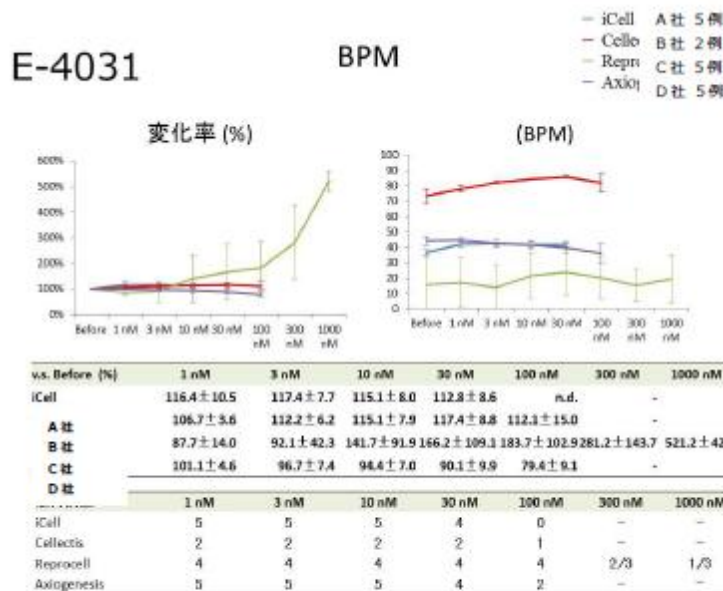 E-4031
BPM
iCell A社 5例
Cellec B社 2例
Repr C社 5例
Axiog D社 5例
変化率 (%)
600%
500%
400%
300%
200%
100%
0%
Before 1 nM 3 nM 10 nM 30 nM 100 nM 300 nM 1000 nM
(BPM)
100
90
80
70
60
50
40
30
20
10
0
Before 1 nM 3 nM 10 nM 30 nM 100 nM 300 nM 1000 nM
v.s. Before (%) 1 nM 3 nM 10 nM 30 nM 100 nM 300 nM 1000 nM
iCell 116.4±10.5 117.4±7.7 115.1±8.0 112.8±8.6 n.d. -
A社 106.7±3.6 112.2±6.2 115.1±7.9 117.4±8.8 112.1±15.0
B社 87.7±14.0 92.1±42.3 141.7±91.9 166.2±109.1 183.7±102.9 281.2±143.7 521.2±42
C社 101.1±4.6 96.7±7.4 94.4±7.0 90.1±9.9 79.4±9.1 -
D社
1 nM 3 nM 10 nM 30 nM 100 nM 300 nM 1000 nM
iCell 5 5 5 4 0 - -
Cellectis 2 2 2 2 1 - -
Reprocell 4 4 4 4 4 2/3 1/3
Axiogenesis 5 5 5 4 2 - -